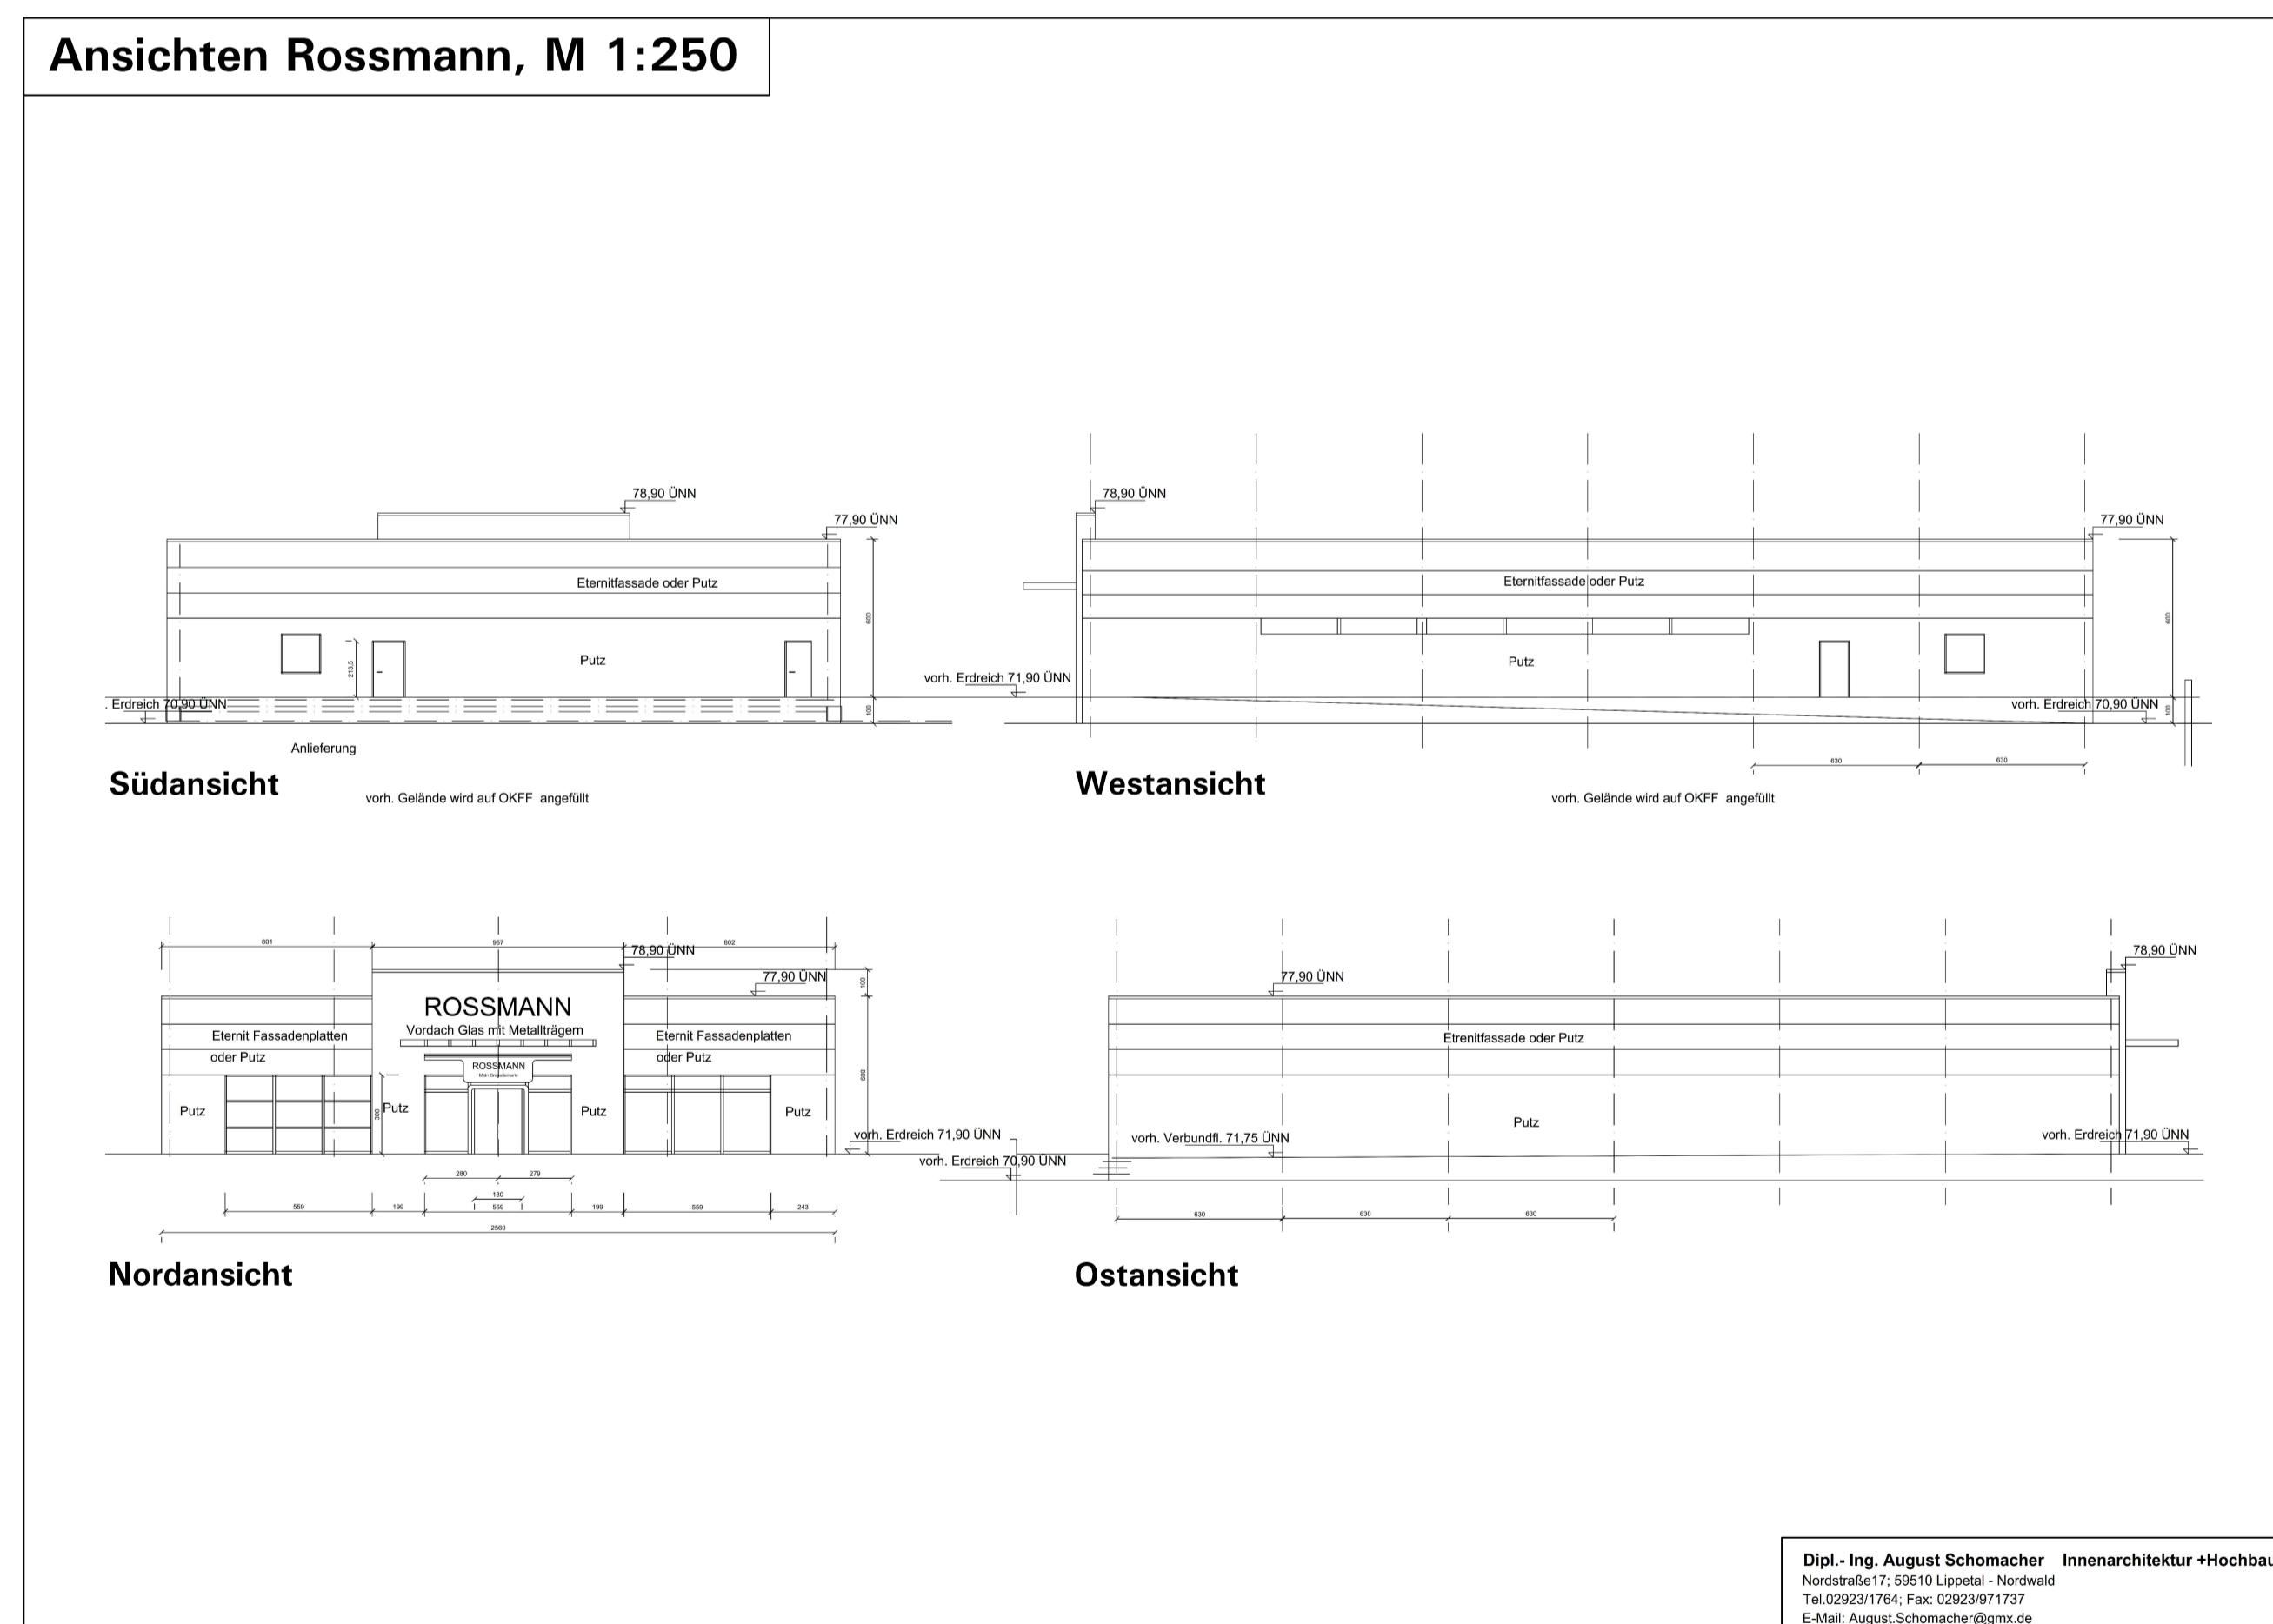 Ansichten Rossmann, M 1:250
78,90 ÜNN
77,90 ÜNN
Eternitfassade oder Putz
600
213,5
Putz
. Erdreich 70,90 ÜNN
100
Anlieferung
Südansicht
vorh. Gelände wird auf OKFF angefüllt
78,90 ÜNN
77,90 ÜNN
Eternitfassade oder Putz
600
Putz
vorh. Erdreich 71,90 ÜNN
vorh. Erdreich 70,90 ÜNN
100
630
630
Westansicht
vorh. Gelände wird auf OKFF angefüllt
801
957
802
78,90 ÜNN
77,90 ÜNN
100
ROSSMANN
Vordach Glas mit Metallträgern
Eternit Fassadenplatten
oder Putz
Eternit Fassadenplatten
oder Putz
ROSSMANN
600
Putz
300
Putz
Putz
Putz
vorh. Erdreich 71,90 ÜNN
280
279
180
559
199
559
199
559
243
2560
Nordansicht
78,90 ÜNN
77,90 ÜNN
Etrenitfassade oder Putz
Putz
vorh. Verbundfl. 71,75 ÜNN
vorh. Erdreich 71,90 ÜNN
vorh. Erdreich 70,90 ÜNN
630
630
630
Ostansicht
Dipl.- Ing. August Schomacher Innenarchitektur +Hochbau
Nordstraße17; 59510 Lippetal - Nordwald
Tel.02923/1764; Fax: 02923/971737
E-Mail: August.Schomacher@gmx.de